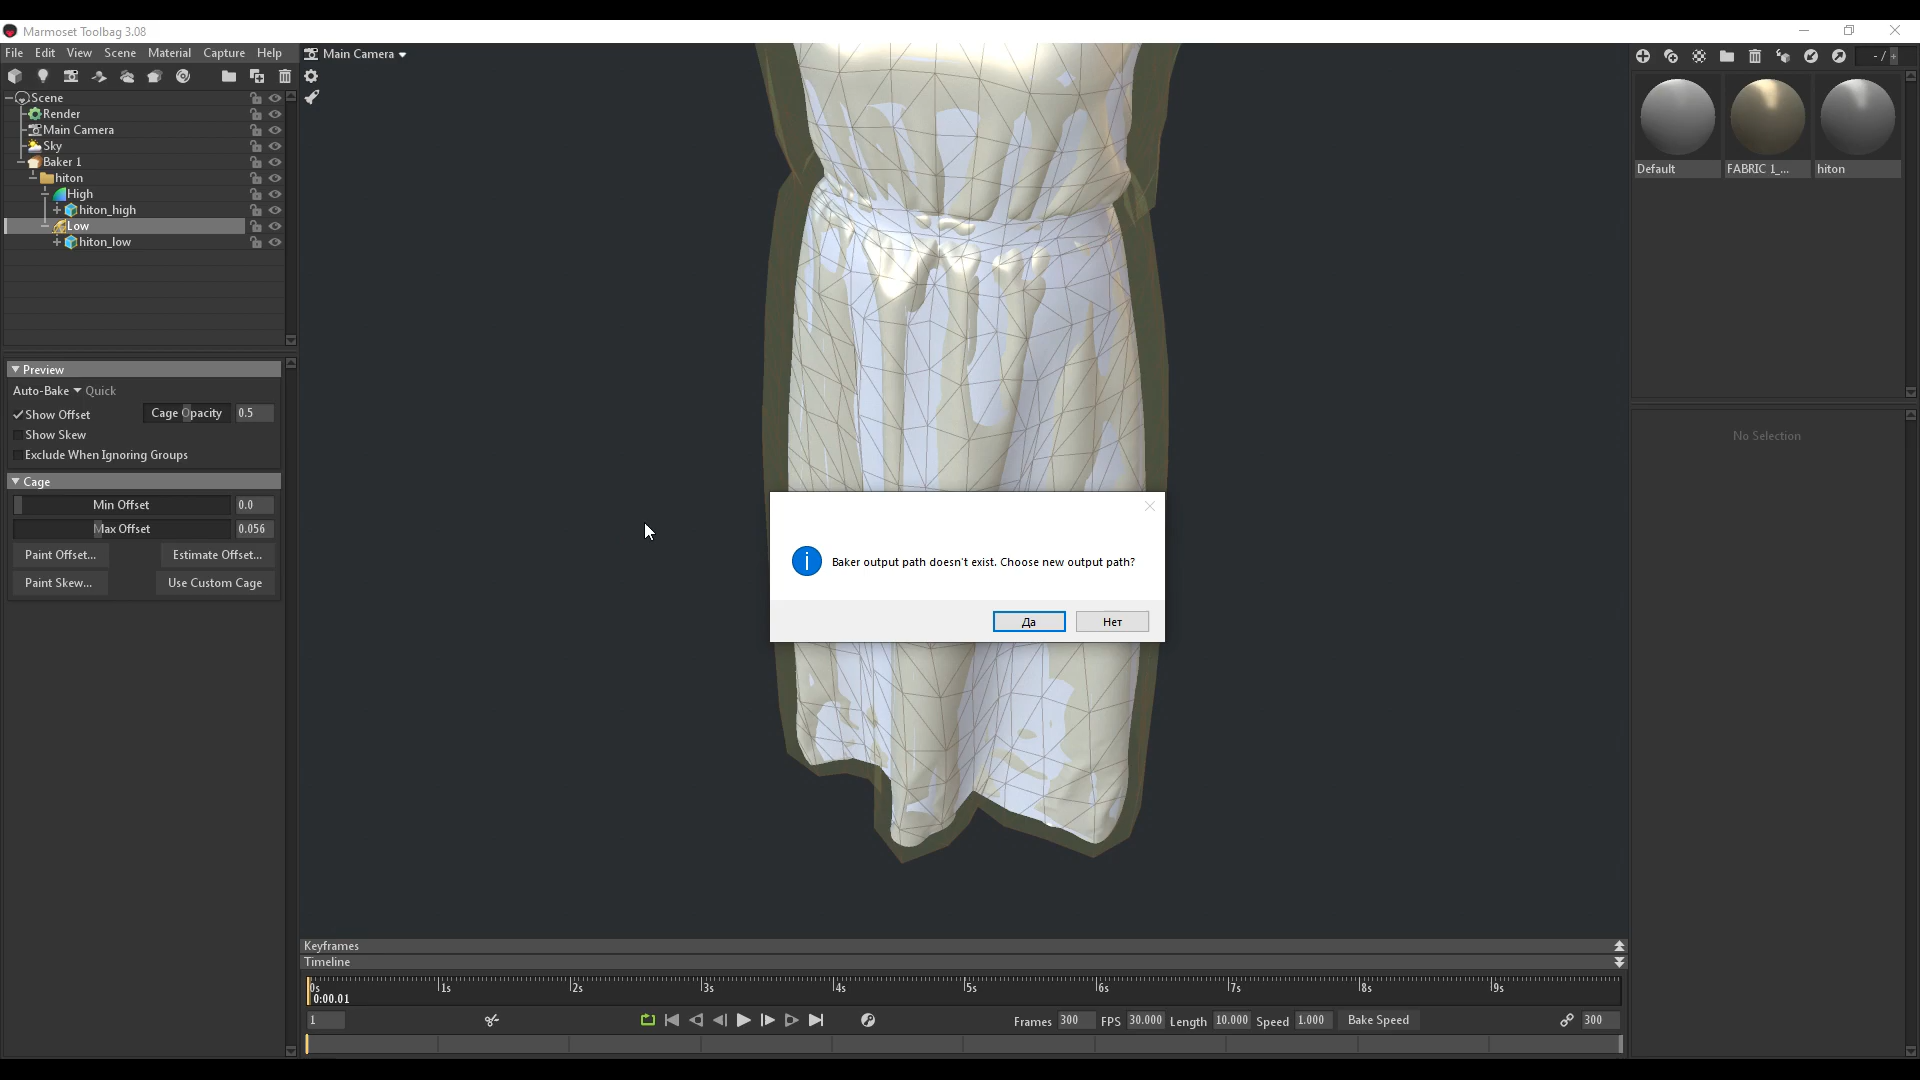 Marmoset Toolbag 3.08
File Edit View Scene Material Capture Help
Main Camera
Scene
Render
Main Camera
Sky
Baker 1
hiton
High
hiton_high
Low
hiton_low
Preview
Auto-Bake Quick
Show Offset Cage Opacity 0.5
Show Skew
Exclude When Ignoring Groups
Cage
Min Offset 0.0
Max Offset 0.056
Paint Offset... Estimate Offset...
Paint Skew... Use Custom Cage
Baker output path doesn't exist. Choose new output path?
Да Нет
- / +
Default FABRIC 1_... hiton
No Selection
Keyframes
Timeline
0s 1s 2s 3s 4s 5s 6s 7s 8s 9s
0:00.01
1 Frames 300 FPS 30.000 Length 10.000 Speed 1.000 Bake Speed 300